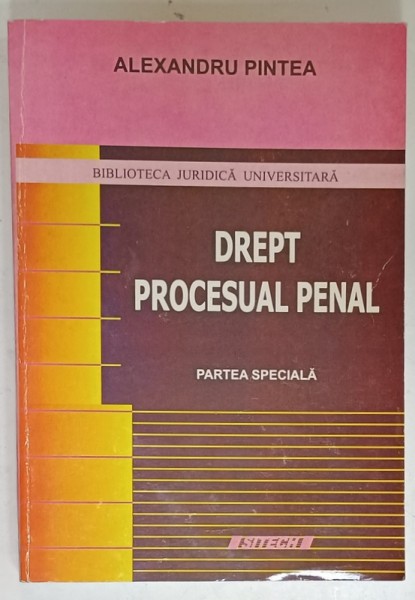 ALEXANDRU PINTEA
BIBLIOTECA JURIDICĂ UNIVERSITARĂ
DREPT
PROCESUAL PENAL
PARTEA SPECIALĂ
SITECH